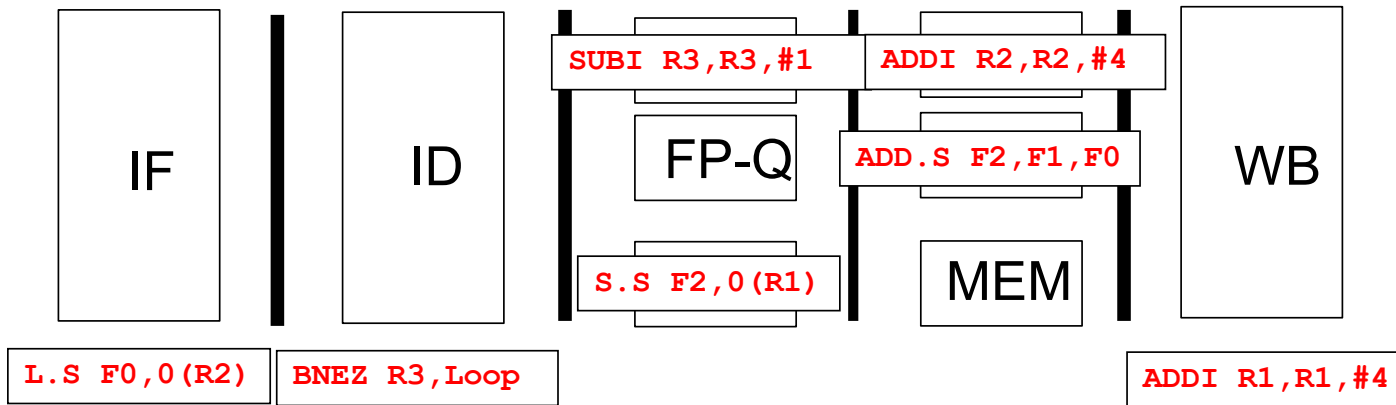 SUBI R3,R3,#1
ADDI R2,R2,#4
IF
ID
FP-Q
ADD.S F2,F1,F0
WB
S.S F2,0(R1)
MEM
L.S F0,0(R2)
BNEZ R3,Loop
ADDI R1,R1,#4